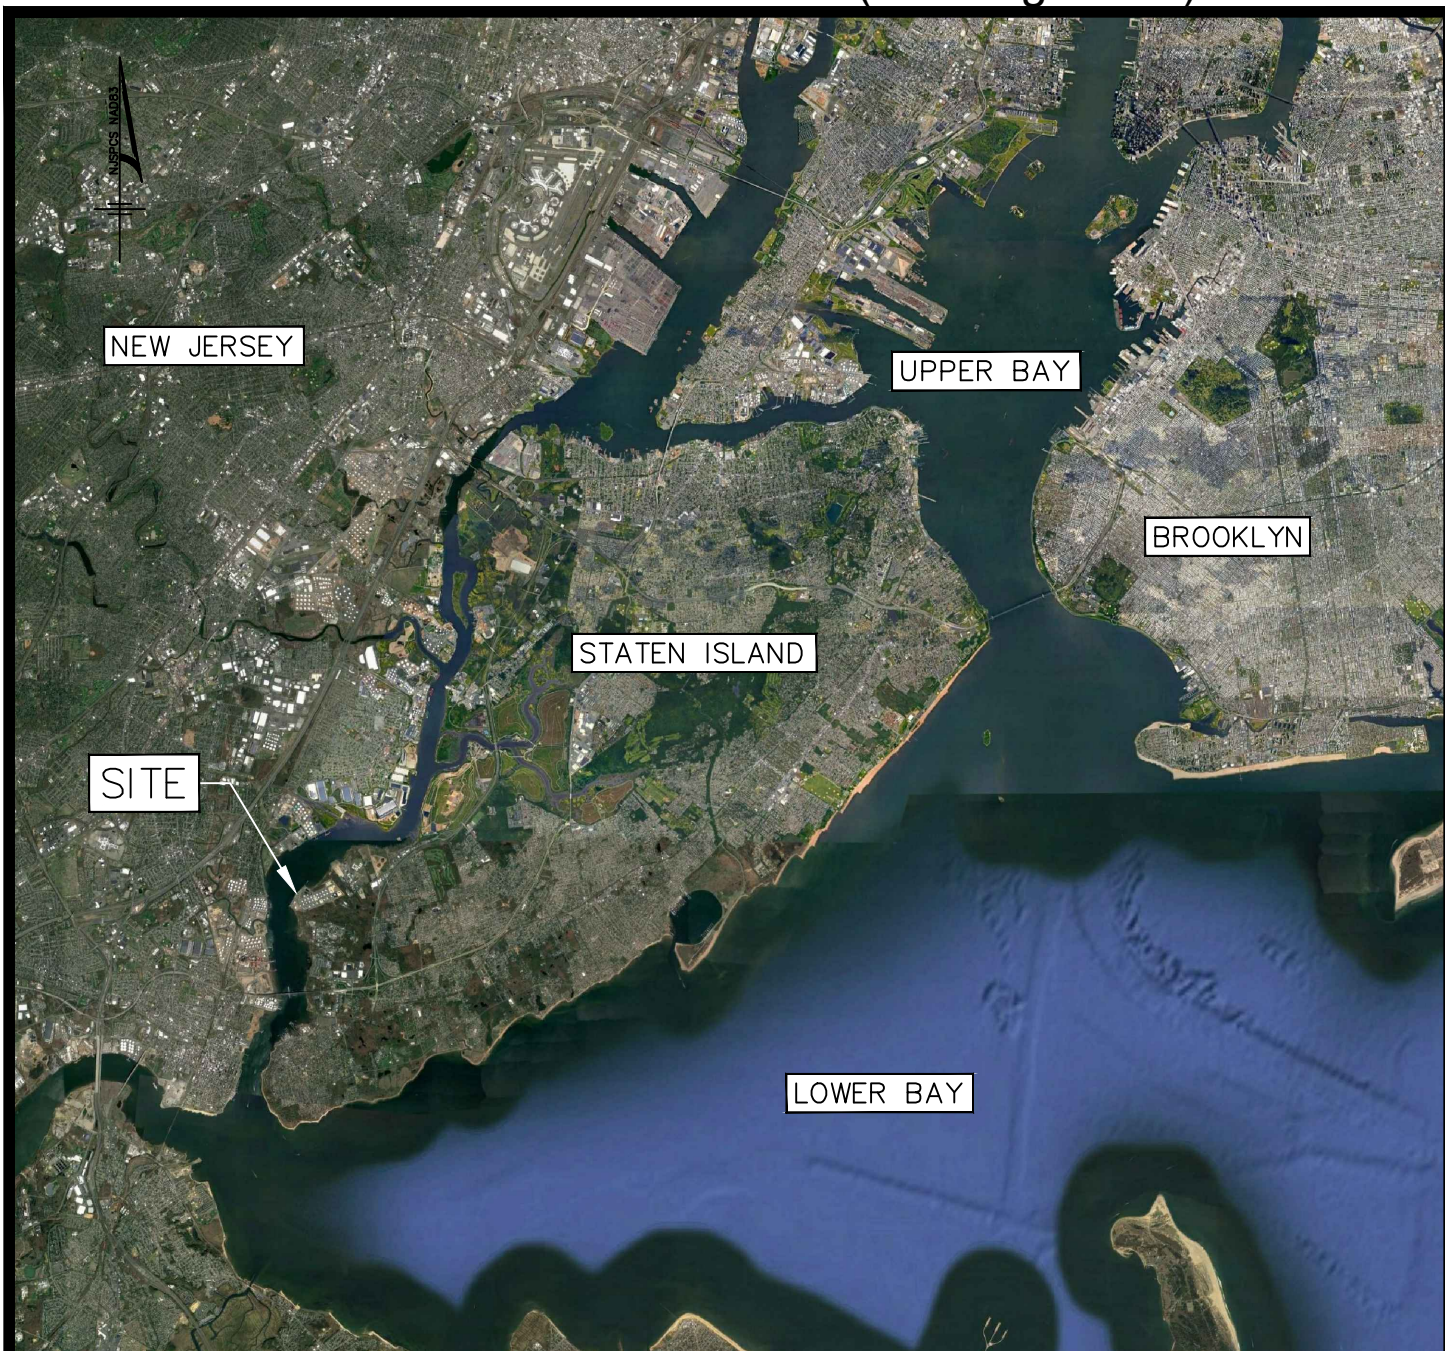 NJSPCS NAD83
NEW JERSEY
UPPER BAY
BROOKLYN
STATEN ISLAND
SITE
LOWER BAY